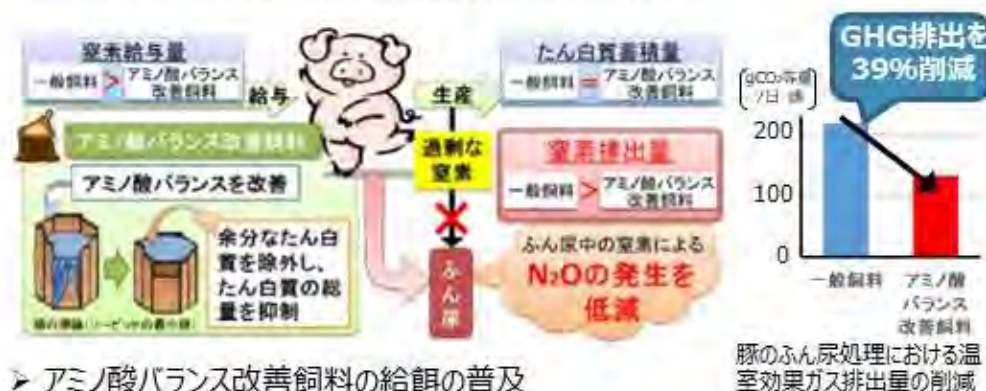 窒素給与量
一般飼料 > アミノ酸バランス
改善飼料
給与
アミノ酸バランス改善飼料
アミノ酸バランスを改善
余分なたん白
質を除外し、
たん白質の総
量を抑制
生産
過剰な
窒素
ふん尿
たん白質蓄積量
一般飼料 = アミノ酸バランス
改善飼料
窒素排出量
一般飼料 > アミノ酸バランス
改善飼料
ふん尿中の窒素による
N₂Oの発生を
低減
GHG排出を
39%削減
gCO₂等量
/日 頭
200
100
0
一般飼料
アミノ酸
バランス
改善飼料
豚のふん尿処理における温
室効果ガス排出量の削減
➢ アミノ酸バランス改善飼料の給餌の普及